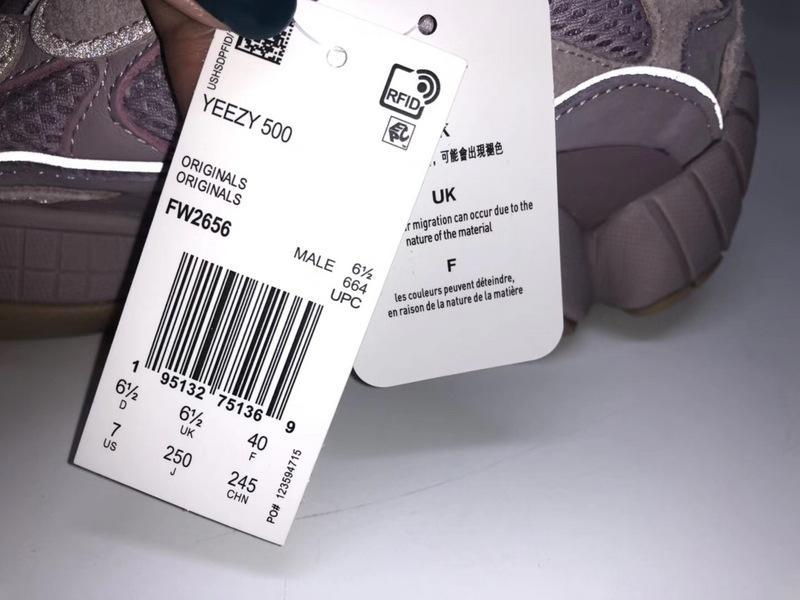 USHSDPFID/
RFID
YEEZY 500
ORIGINALS
ORIGINALS
FW2656
MALE 6½
664
UPC
1 95132 75136 9
6½ D
6½ UK
40 F
7 US
250 J
245 CHN
PO# 123594715
K
，可能會出現褪色
UK
r migration can occur due to the
nature of the material
F
les couleurs peuvent déteindre,
en raison de la nature de la matière